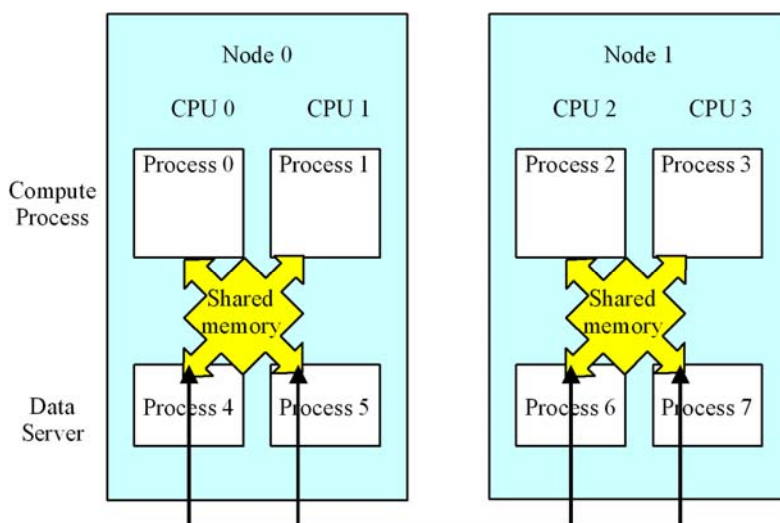 Node 0
Node 1
CPU 0
CPU 1
CPU 2
CPU 3
Compute
Process
Process 0
Process 1
Process 2
Process 3
Shared
memory
Shared
memory
Data
Server
Process 4
Process 5
Process 6
Process 7